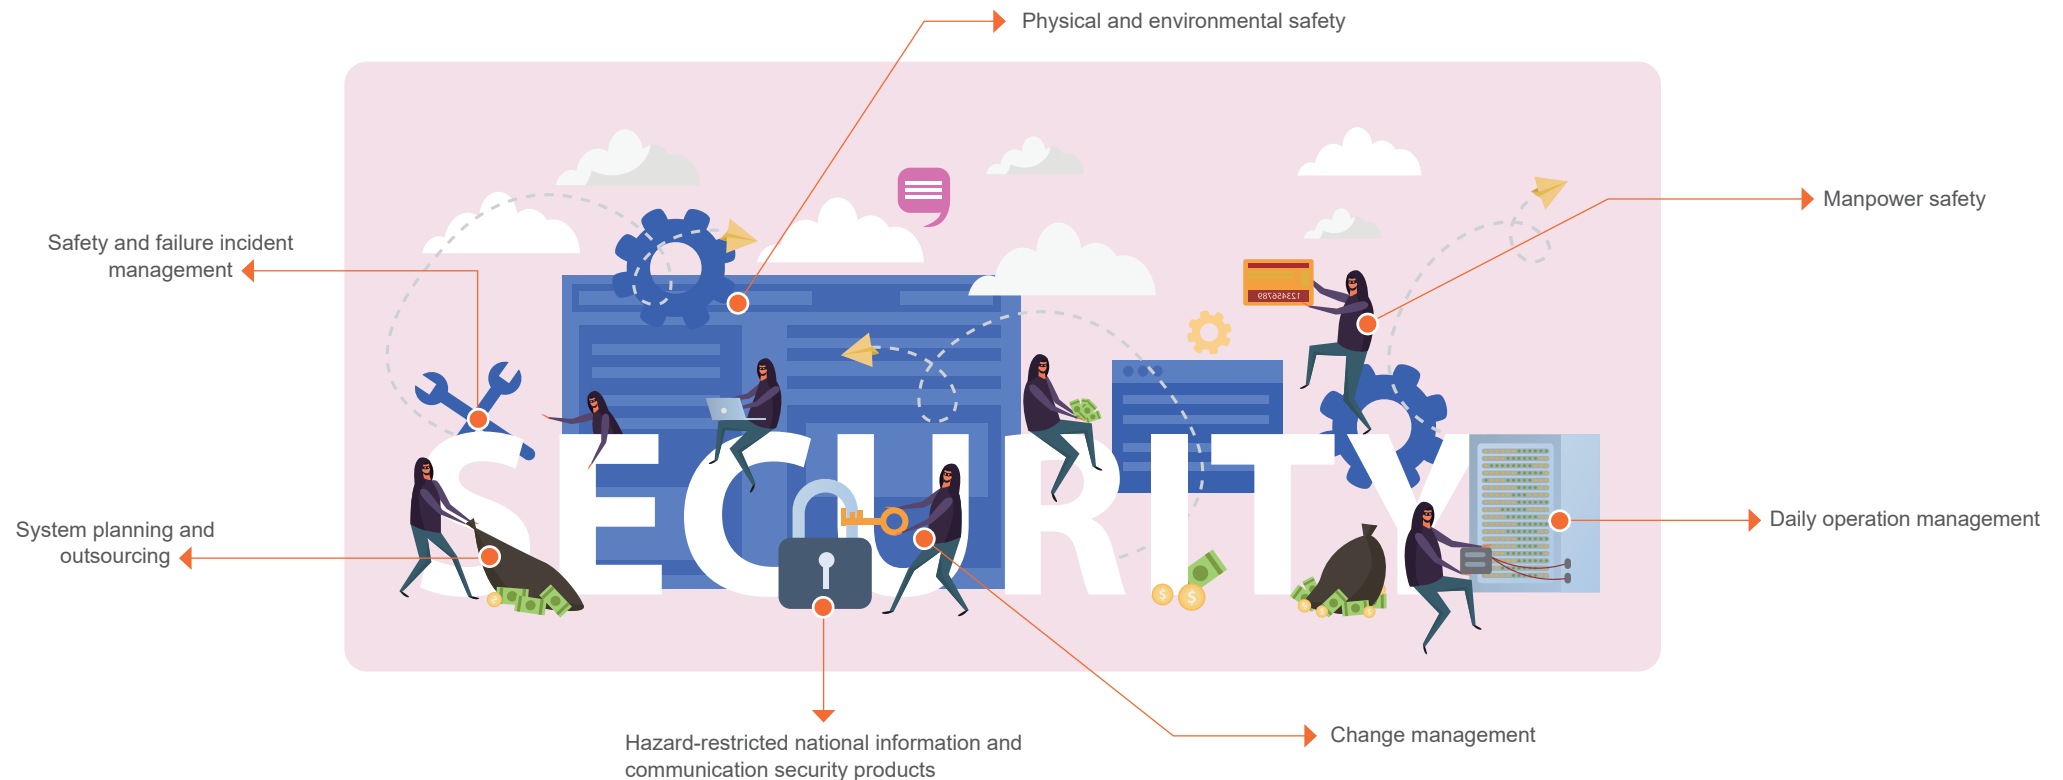 Physical and environmental safety
Manpower safety
Safety and failure incident
management
123456789
SECURITY
System planning and
outsourcing
Daily operation management
$
$
$
$
$
$
Hazard-restricted national information and
communication security products
Change management